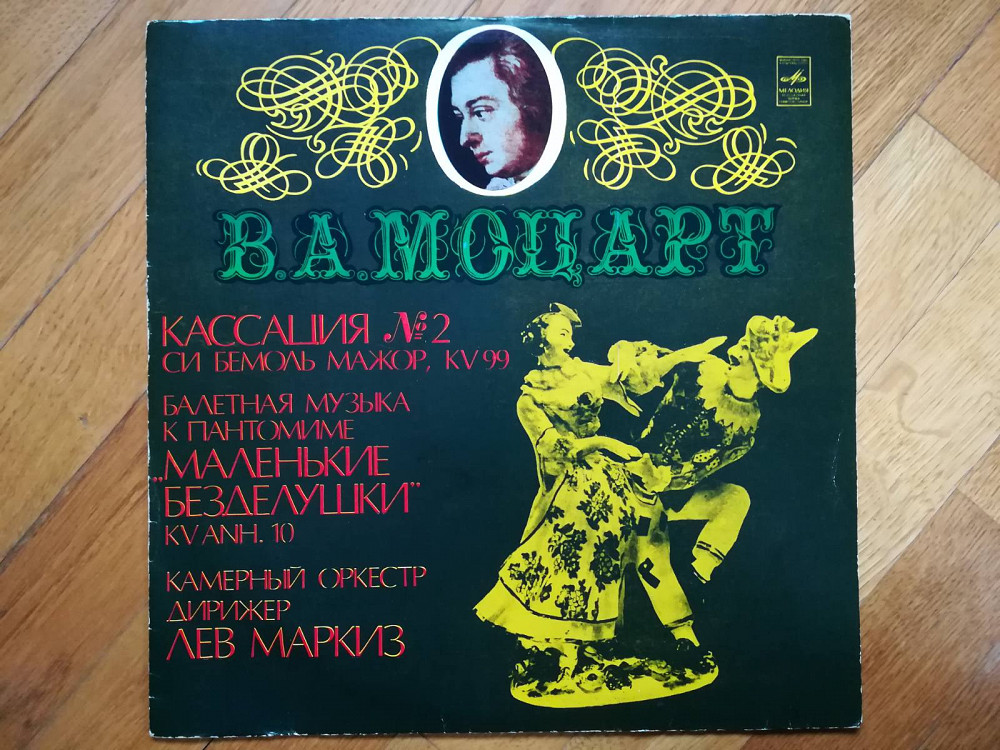 МЕЛОДИЯ
В.А.МОЦАРТ
КАССАЦИЯ №2
СИ БЕМОЛЬ МАЖОР, KV 99
БАЛЕТНАЯ МУЗЫКА
К ПАНТОМИМЕ
„МАЛЕНЬКИЕ
БЕЗДЕЛУШКИ"
KV ANH. 10
КАМЕРНЫЙ ОРКЕСТР
ДИРИЖЕР
ЛЕВ МАРКИЗ